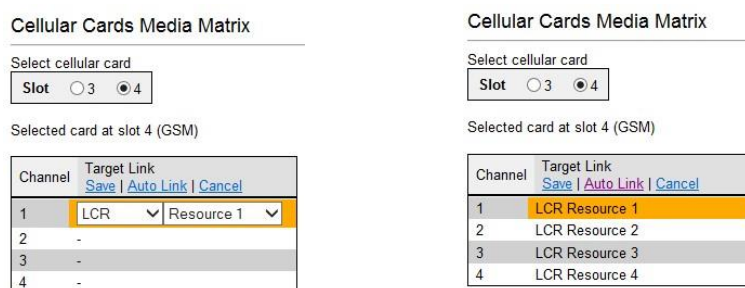 Cellular Cards Media Matrix
Select cellular card
Slot 3 4
Selected card at slot 4 (GSM)
Channel Target Link
Save | Auto Link | Cancel
1 LCR Resource 1
2 -
3 -
4 -
Cellular Cards Media Matrix
Select cellular card
Slot 3 4
Selected card at slot 4 (GSM)
Channel Target Link
Save | Auto Link | Cancel
1 LCR Resource 1
2 LCR Resource 2
3 LCR Resource 3
4 LCR Resource 4